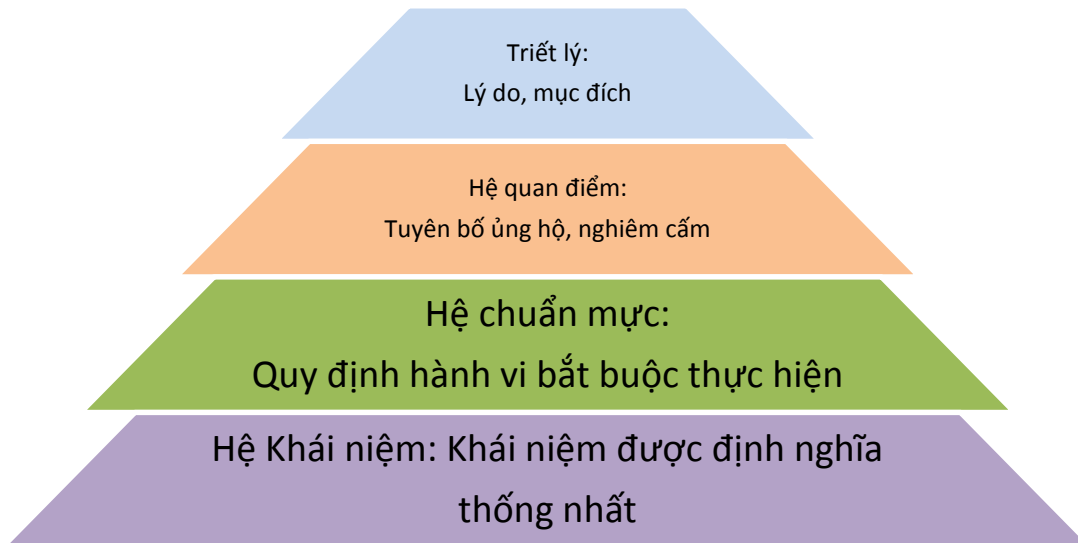 Triết lý:
Lý do, mục đích
Hệ quan điểm:
Tuyên bố ủng hộ, nghiêm cấm
Hệ chuẩn mực:
Quy định hành vi bắt buộc thực hiện
Hệ Khái niệm: Khái niệm được định nghĩa
thống nhất